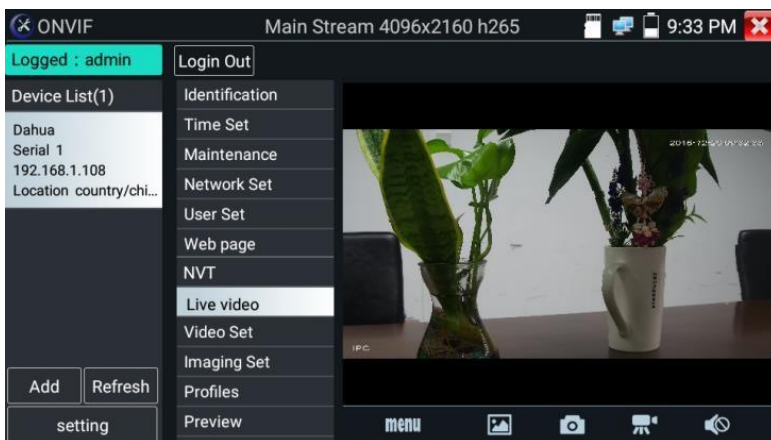 ONVIF
Main Stream 4096x2160 h265
9:33 PM
Logged : admin
Login Out
Device List(1)
Dahua
Serial 1
192.168.1.108
Location country/chi...
Add
Refresh
setting
Identification
Time Set
Maintenance
Network Set
User Set
Web page
NVT
Live video
Video Set
Imaging Set
Profiles
Preview
IPC
menu